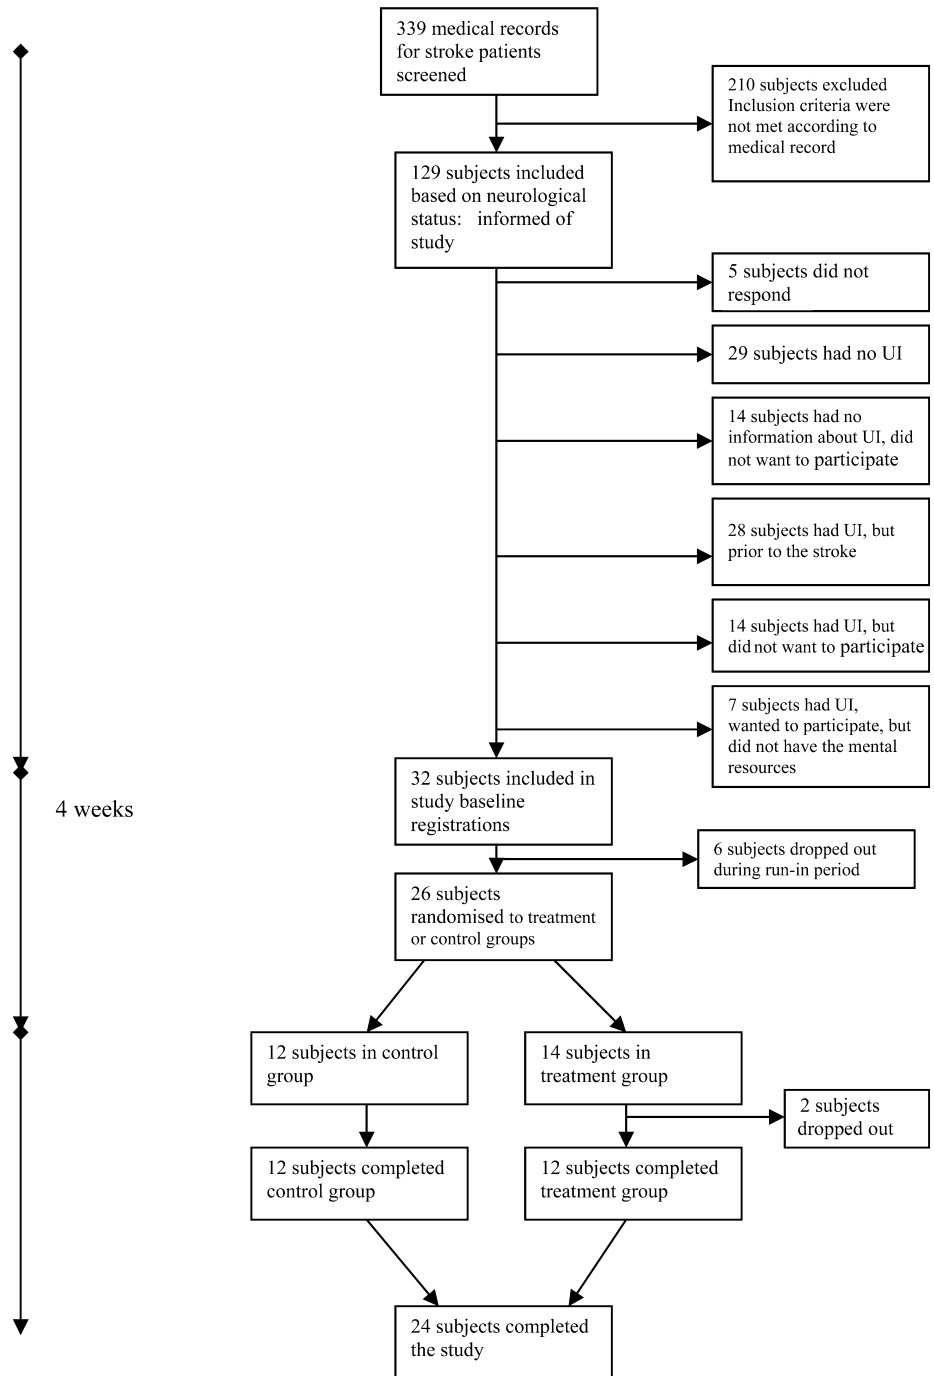 339 medical records
for stroke patients
screened
210 subjects excluded
Inclusion criteria were
not met according to
medical record
129 subjects included
based on neurological
status: informed of
study
5 subjects did not
respond
29 subjects had no UI
14 subjects had no
information about UI, did
not want to participate
28 subjects had UI, but
prior to the stroke
14 subjects had UI, but
did not want to participate
7 subjects had UI,
wanted to participate, but
did not have the mental
resources
32 subjects included in
study baseline
registrations
4 weeks
6 subjects dropped out
during run-in period
26 subjects
randomised to treatment
or control groups
12 subjects in control
group
14 subjects in
treatment group
2 subjects
dropped out
12 subjects completed
control group
12 subjects completed
treatment group
24 subjects completed
the study